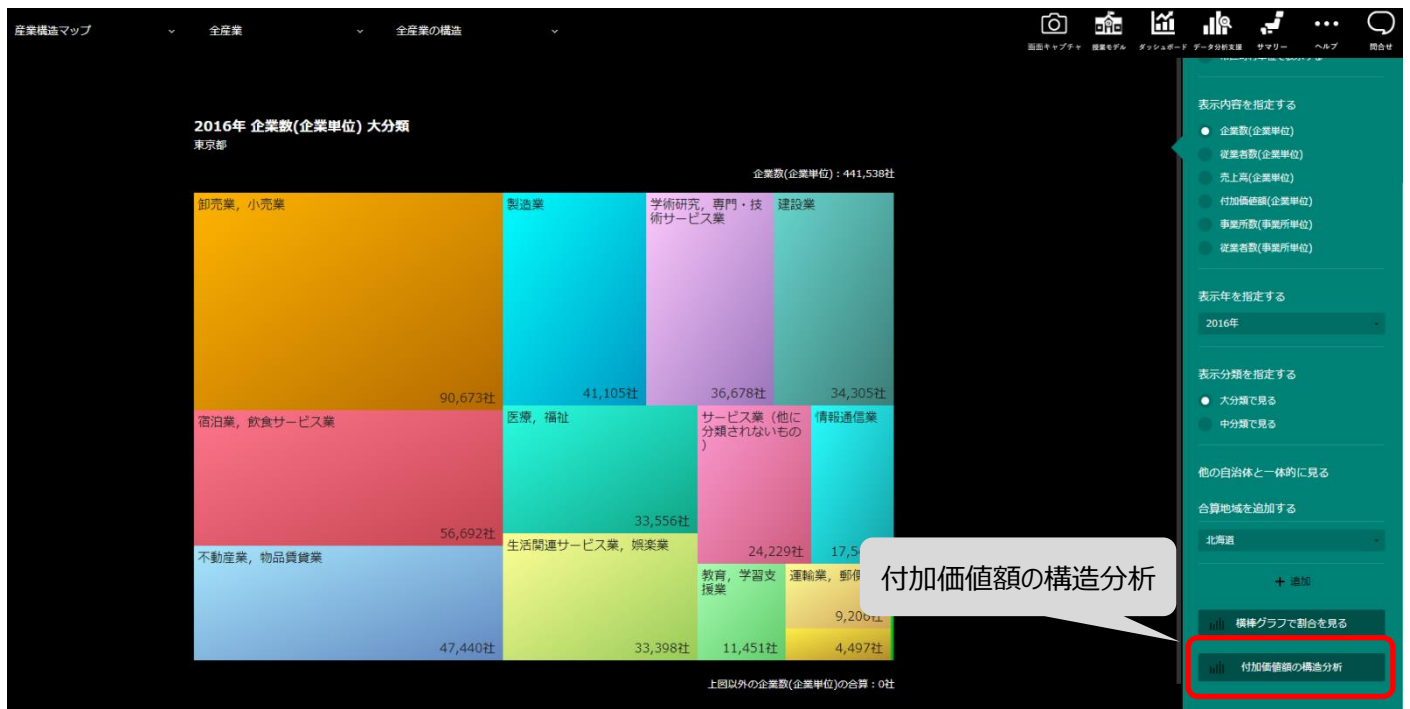 産業構造マップ
全産業
全産業の構造
画面キャプチャ
授業モデル
ダッシュボード
データ分析支援
サマリー
ヘルプ
問合せ
2016年 企業数(企業単位) 大分類
東京都
企業数(企業単位)：441,538社
卸売業，小売業
90,673社
製造業
41,105社
学術研究，専門・技
術サービス業
36,678社
建設業
34,305社
宿泊業，飲食サービス業
56,692社
医療，福祉
33,556社
サービス業（他に
分類されないもの
）
24,229社
情報通信業
不動産業，物品賃貸業
47,440社
生活関連サービス業，娯楽業
33,398社
教育，学習支
援業
11,451社
運輸業，郵便
9,206社
4,497社
上図以外の企業数(企業単位)の合算：0社
表示内容を指定する
企業数(企業単位)
従業者数(企業単位)
売上高(企業単位)
付加価値額(企業単位)
事業所数(事業所単位)
従業者数(事業所単位)
表示年を指定する
2016年
表示分類を指定する
大分類で見る
中分類で見る
他の自治体と一体的に見る
合算地域を追加する
北海道
＋ 追加
横棒グラフで割合を見る
付加価値額の構造分析
付加価値額の構造分析